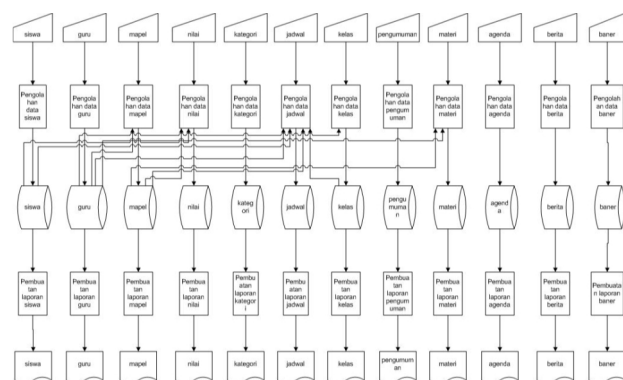 siswa guru mapel nilai kategori jadwal kelas pengumuman materi agenda berita baner
Pengola han data siswa
Pengola han data guru
Pengola han data mapel
Pengola han data nilai
Pengola han data kategori
Pengola han data jadwal
Pengola han data kelas
Pengola han data pengum uman
Pengola han data materi
Pengola han data agenda
Pengola han data berita
Pengolah an data baner
siswa guru mapel nilai kateg ori jadwal kelas pengu muma n materi agend a berita baner
Pembua tan laporan siswa
Pembua tan laporan guru
Pembua tan laporan mapel
Pembua tan laporan nilai
Pembu atan laporan kategor i
Pembu atan laporan jadwal
Pembua tan laporan kelas
Pembua tan laporan pengum uman
Pembua tan laporan materi
Pembua tan laporan agenda
Pembua tan laporan berita
Pembuata n laporan baner
siswa guru mapel nilai kategori jadwal kelas pengumum an materi agenda berita baner